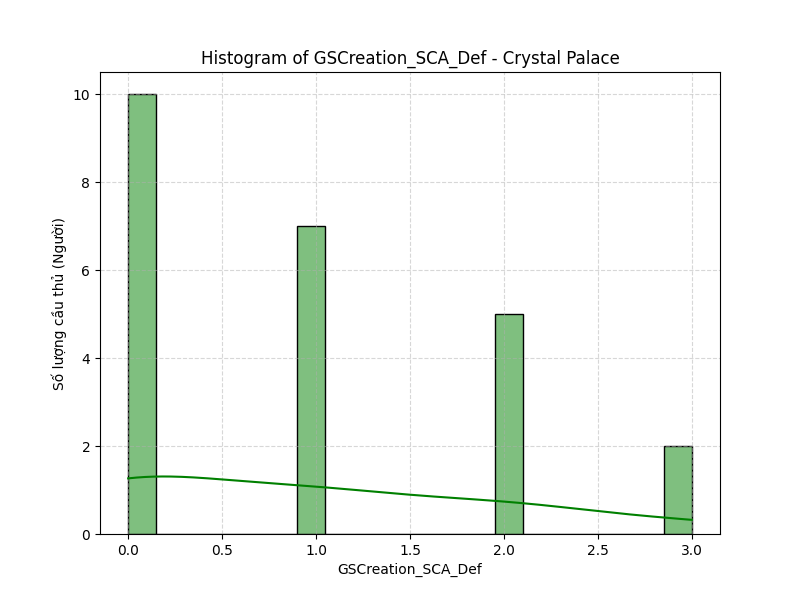 Histogram of GSCreation_SCA_Def - Crystal Palace
Số lượng cầu thủ (Người)
10
8
6
4
2
0
0.0 0.5 1.0 1.5 2.0 2.5 3.0
GSCreation_SCA_Def